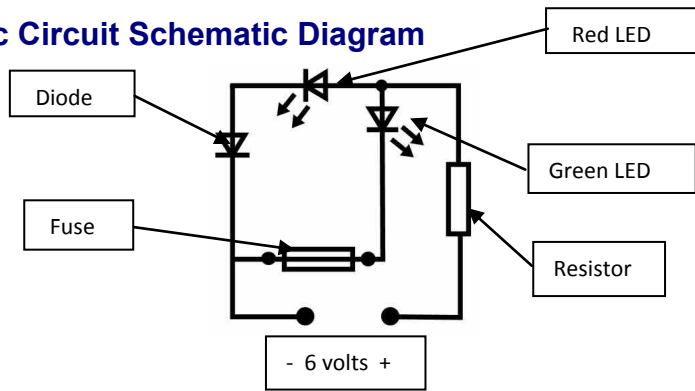 c Circuit Schematic Diagram
Red LED
Diode
Green LED
Fuse
Resistor
- 6 volts +